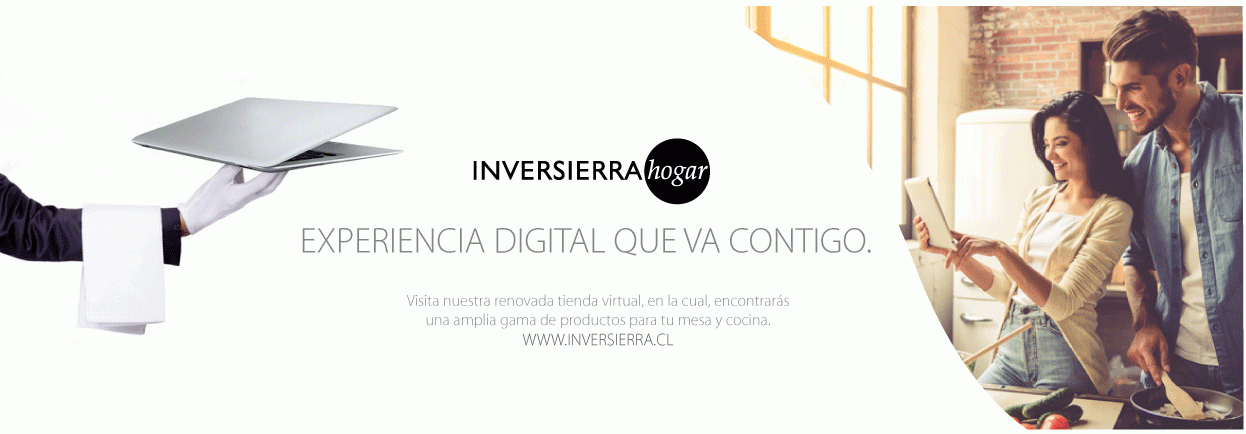 INVERSIERRA hogar
EXPERIENCIA DIGITAL QUE VA CONTIGO.
Visita nuestra renovada tienda virtual, en la cual, encontrarás
una amplia gama de productos para tu mesa y cocina.
WWW.INVERSIERRA.CL